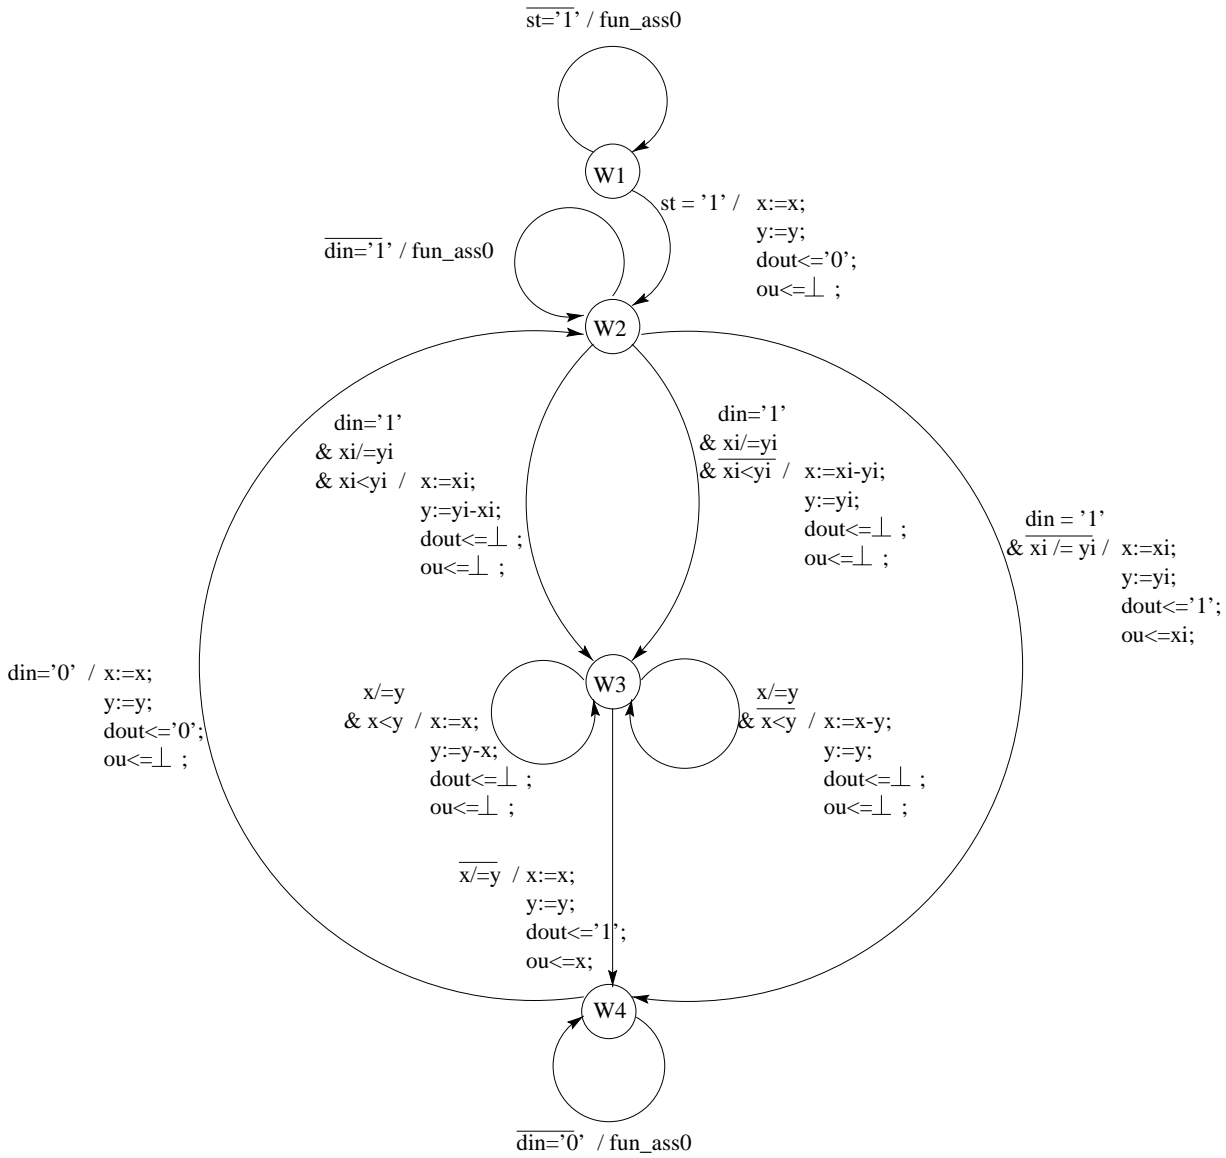 st='1' / fun_ass0
W1
st = '1' / x:=x;
y:=y;
dout<='0';
ou<=⊥ ;
din='1' / fun_ass0
W2
din='1'
& xi/=yi
& xi<yi / x:=xi;
y:=yi-xi;
dout<=⊥ ;
ou<=⊥ ;
din='1'
& xi/=yi
& xi<yi / x:=xi-yi;
y:=yi;
dout<=⊥ ;
ou<=⊥ ;
din = '1'
& xi /= yi / x:=xi;
y:=yi;
dout<='1';
ou<=xi;
din='0' / x:=x;
y:=y;
dout<='0';
ou<=⊥ ;
W3
x/=y
& x<y / x:=x;
y:=y-x;
dout<=⊥ ;
ou<=⊥ ;
x/=y
& x<y / x:=x-y;
y:=y;
dout<=⊥ ;
ou<=⊥ ;
x/=y / x:=x;
y:=y;
dout<='1';
ou<=x;
W4
din='0' / fun_ass0